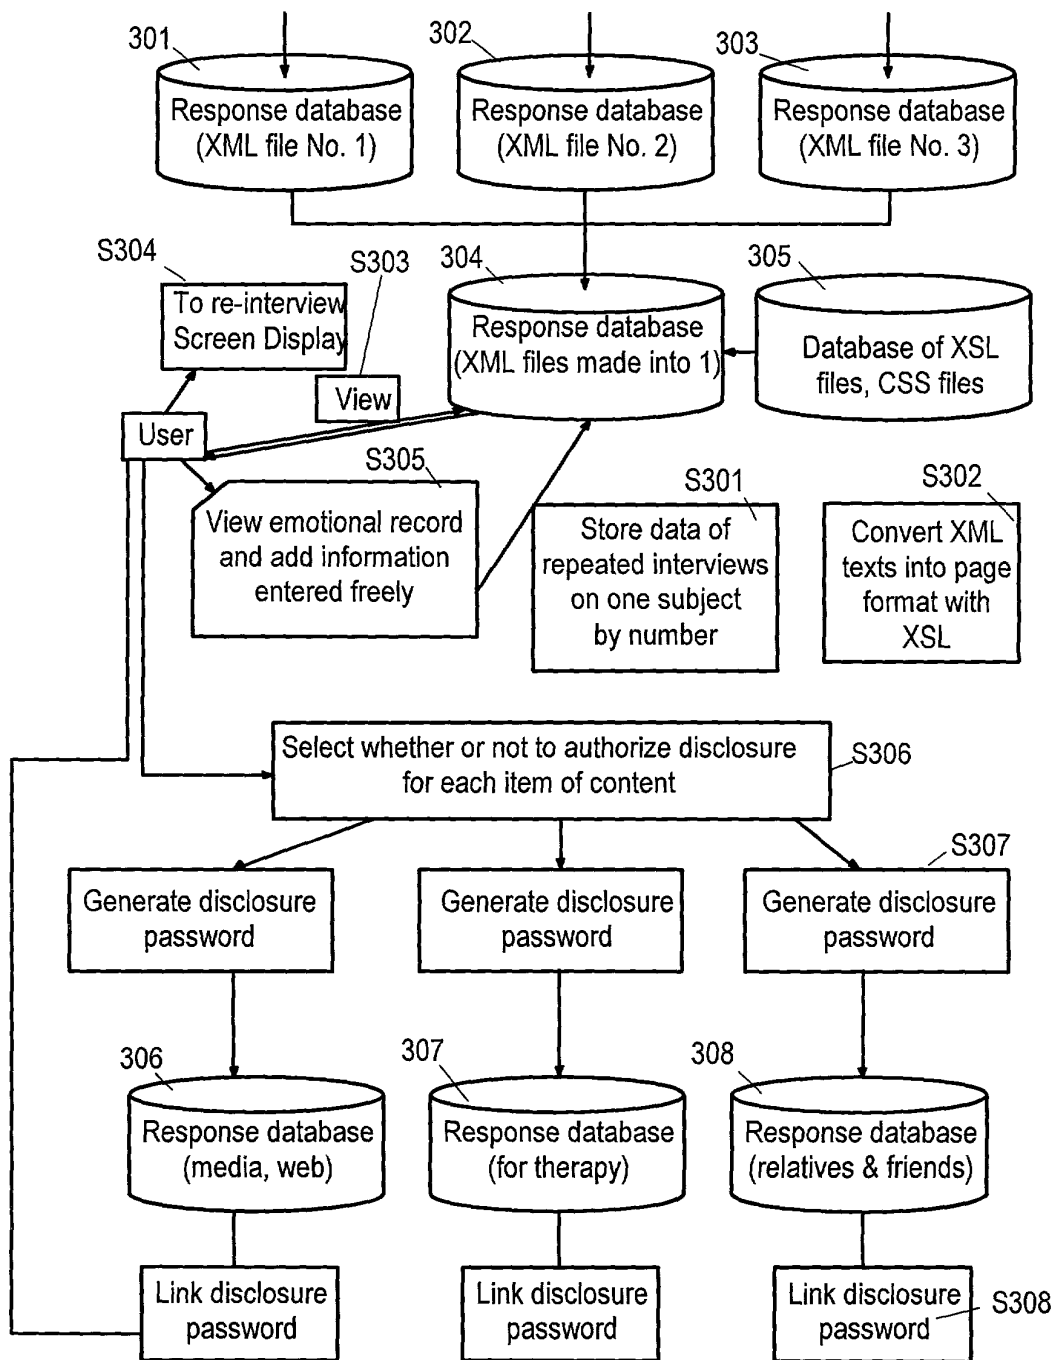 301
302
303
Response database
(XML file No. 1)
Response database
(XML file No. 2)
Response database
(XML file No. 3)
S304
S303
304
305
To re-interview
Screen Display
Response database
(XML files made into 1)
Database of XSL
files, CSS files
View
User
S305
View emotional record
and add information
entered freely
S301
Store data of
repeated interviews
on one subject
by number
S302
Convert XML
texts into page
format with
XSL
Select whether or not to authorize disclosure
for each item of content
S306
S307
Generate disclosure
password
Generate disclosure
password
Generate disclosure
password
306
307
308
Response database
(media, web)
Response database
(for therapy)
Response database
(relatives & friends)
Link disclosure
password
Link disclosure
password
Link disclosure
password
S308